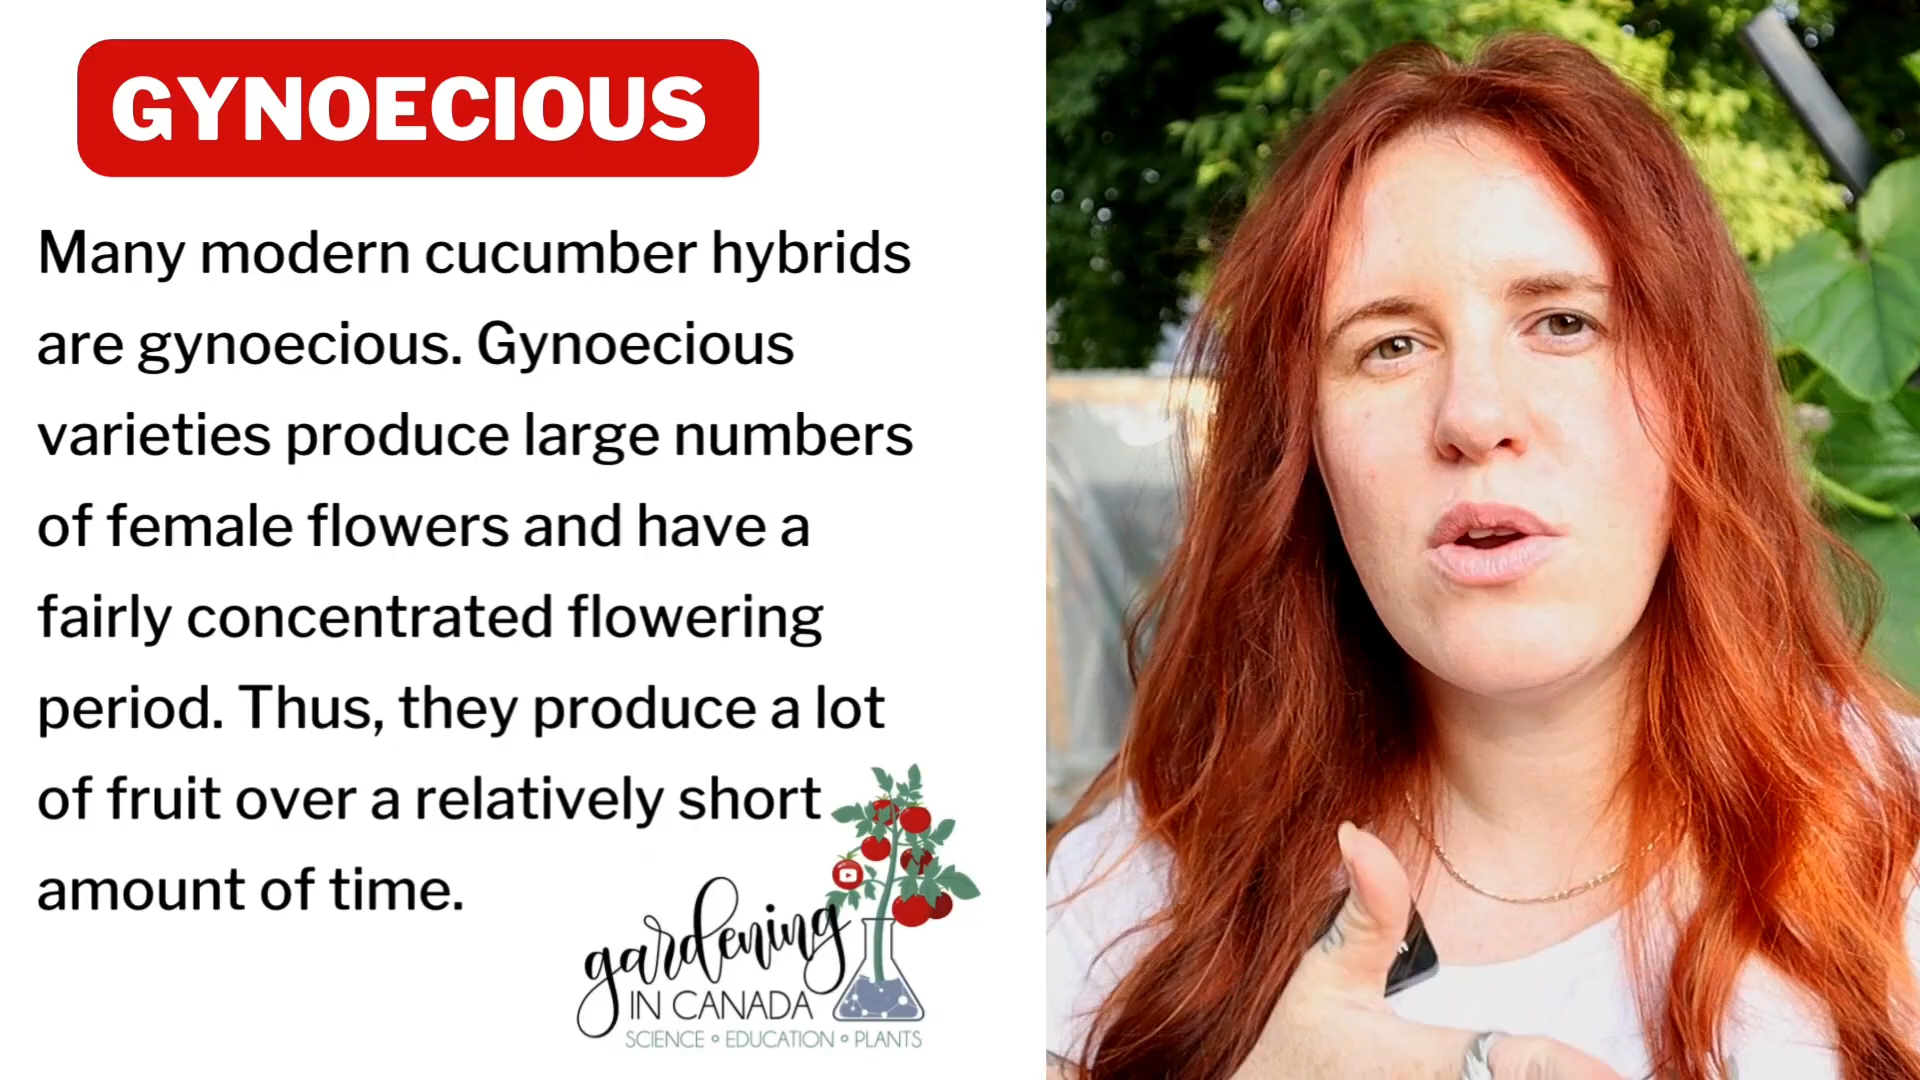 GYNOECIOUS
Many modern cucumber hybrids
are gynoecious. Gynoecious
varieties produce large numbers
of female flowers and have a
fairly concentrated flowering
period. Thus, they produce a lot
of fruit over a relatively short
amount of time.
gardening
IN CANADA
SCIENCE • EDUCATION • PLANTS